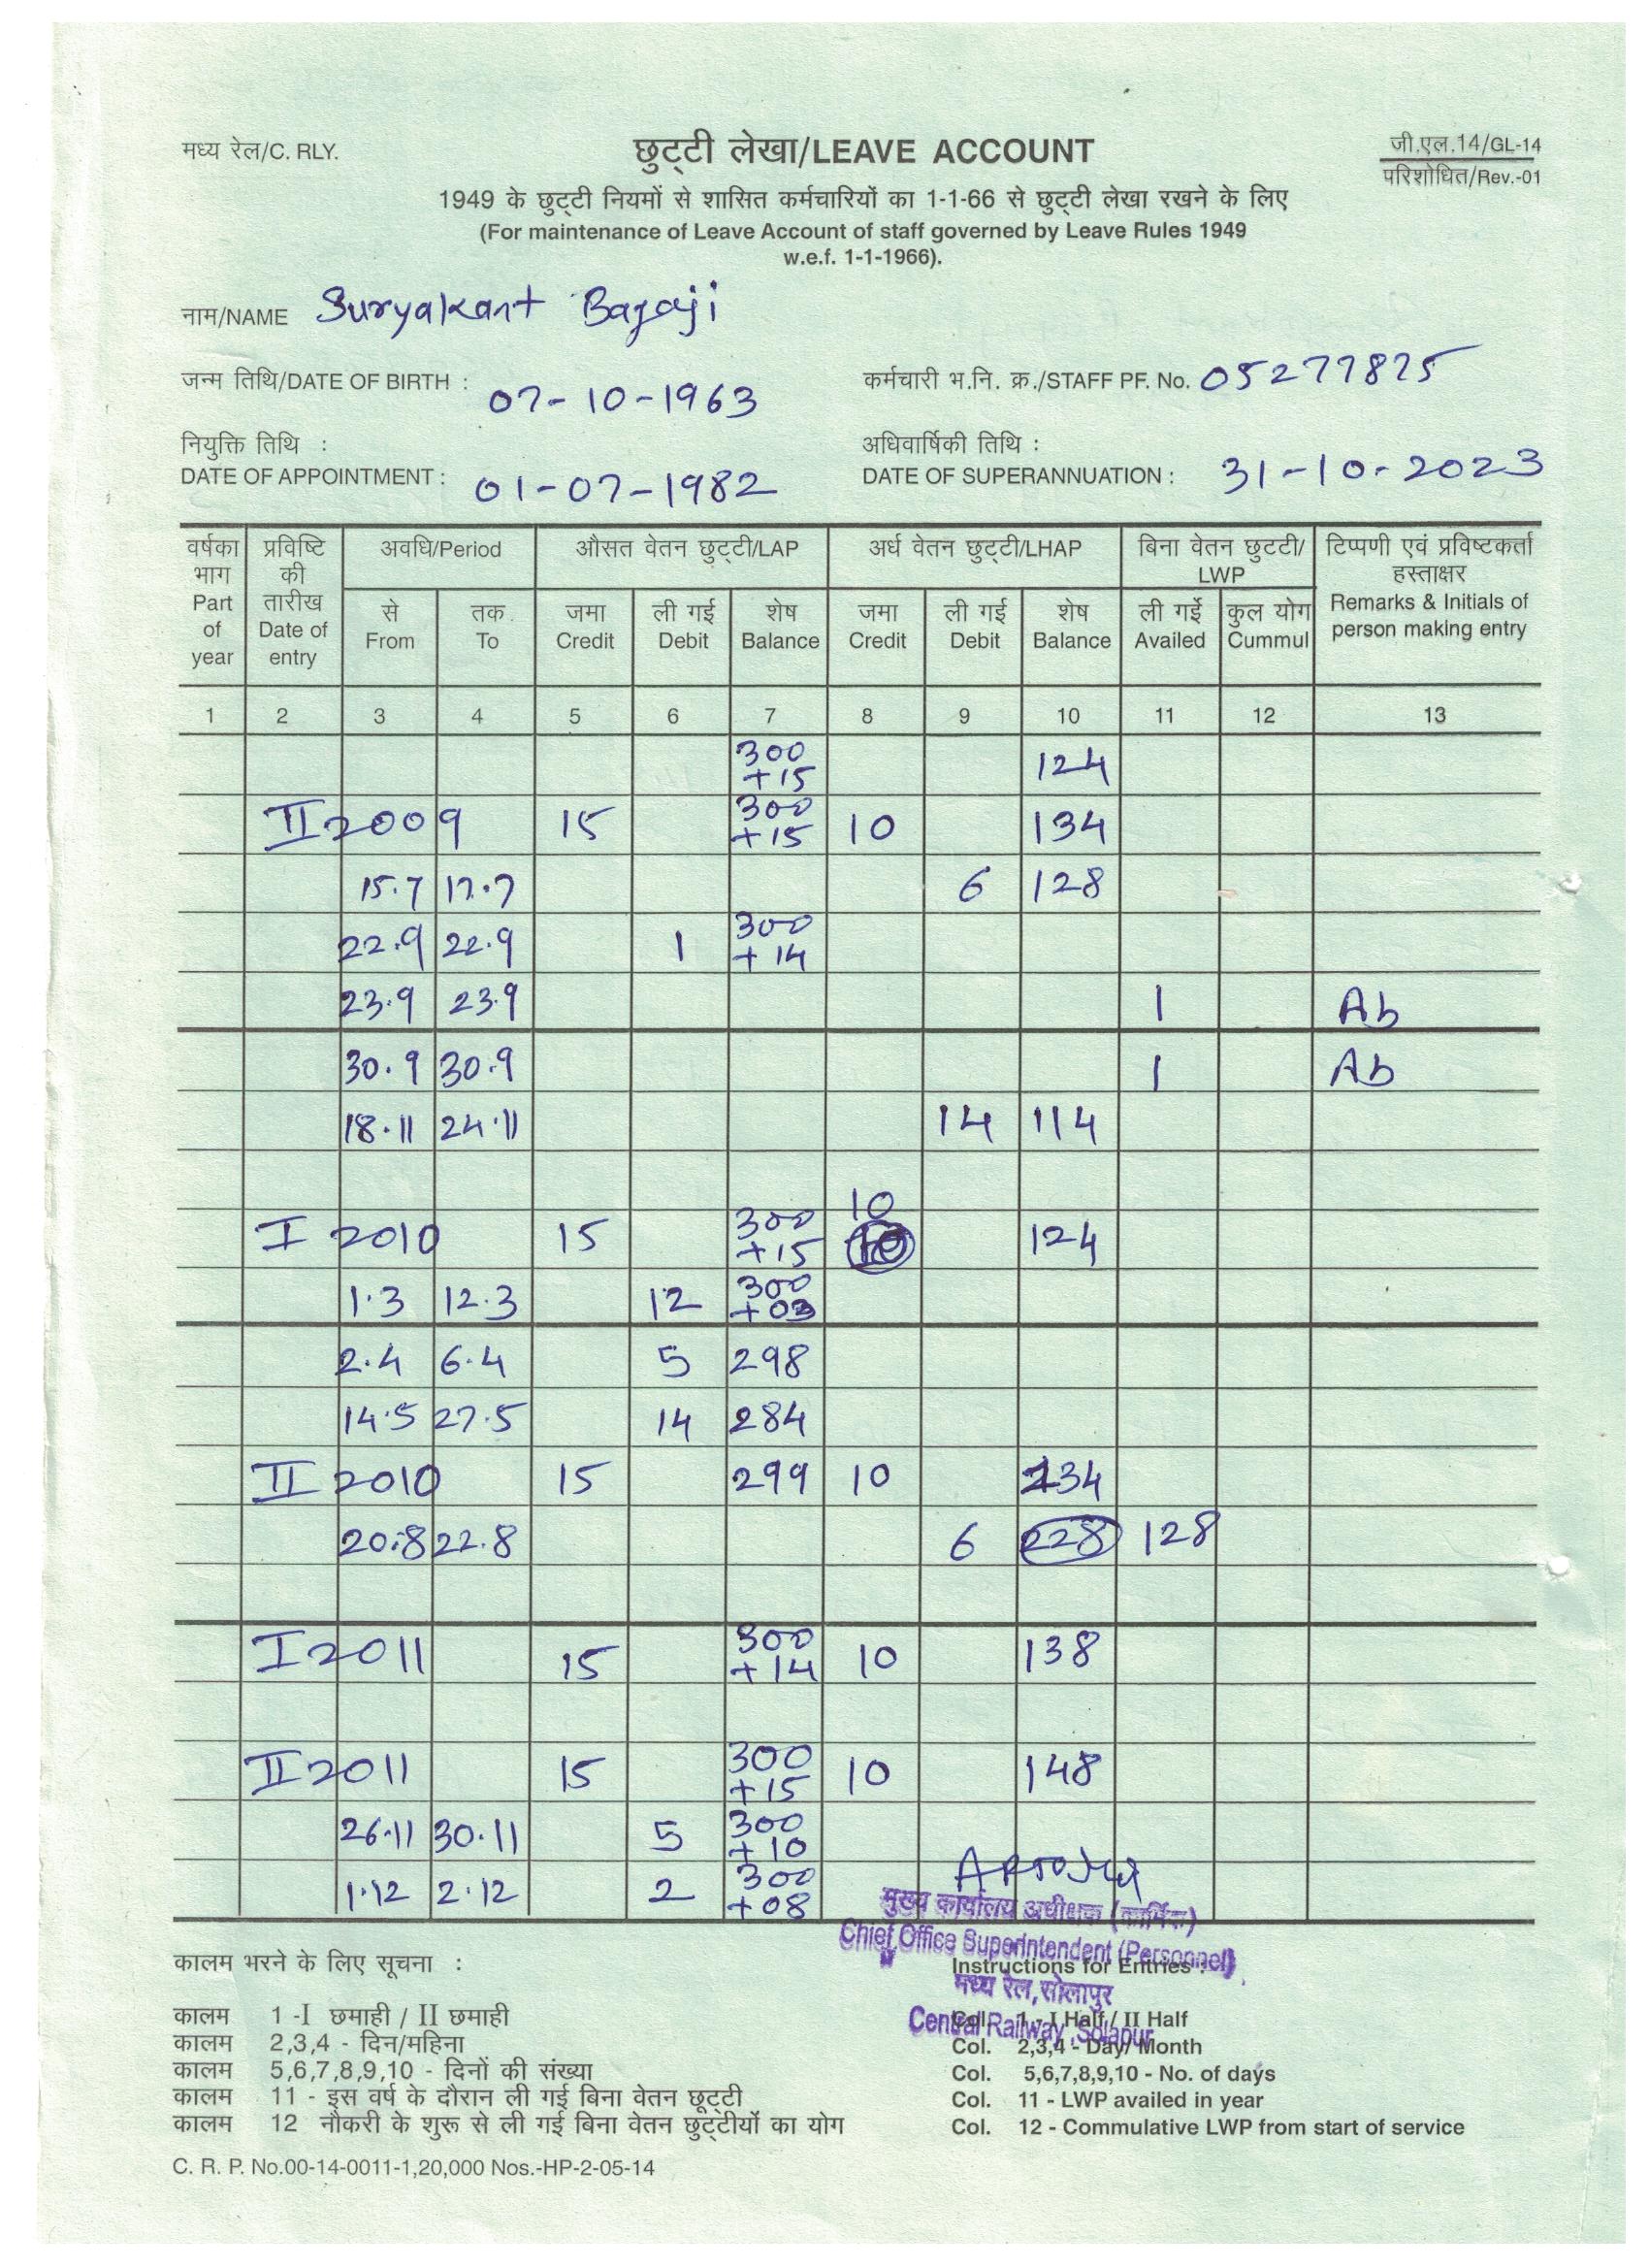 मध्य रेल/C. RLY.
छुट्टी लेखा/LEAVE ACCOUNT
जी.एल.14/GL-14
परिशोधित/Rev.-01
1949 के छुट्टी नियमों से शासित कर्मचारियों का 1-1-66 से छुट्टी लेखा रखने के लिए
(For maintenance of Leave Account of staff governed by Leave Rules 1949
w.e.f. 1-1-1966).
नाम/NAME Suryakant Bagaji
जन्म तिथि/DATE OF BIRTH : 07-10-1963
कर्मचारी भ.नि. क्र./STAFF PF. No. 05277875
नियुक्ति तिथि :
DATE OF APPOINTMENT : 01-07-1982
अधिवार्षिकी तिथि :
DATE OF SUPERANNUATION : 31-10-2023
वर्षका भाग Part of year
प्रविष्टि की तारीख Date of entry
अवधि/Period
औसत वेतन छुट्टी/LAP
अर्ध वेतन छुट्टी/LHAP
बिना वेतन छुटटी/ LWP
टिप्पणी एवं प्रविष्टकर्ता हस्ताक्षर Remarks & Initials of person making entry
से From तक To जमा Credit ली गई Debit शेष Balance जमा Credit ली गई Debit शेष Balance ली गई Availed कुल योग Cummul
1 2 3 4 5 6 7 8 9 10 11 12 13
300 +15 124
II 2009 15 300 +15 10 134
15.7 17.7 6 128
22.9 22.9 1 300 + 14
23.9 23.9 1 Ab
30.9 30.9 1 Ab
18.11 24.11 14 114
I 2010 15 300 +15 10 124
1.3 12.3 12 300 +03
2.4 6.4 5 298
14.5 27.5 14 284
II 2010 15 299 10 134
20.8 22.8 6 228 128
I 2011 15 300 + 14 10 138
II 2011 15 300 +15 10 148
26.11 30.11 5 300 + 10
1.12 2.12 2 300 +08
मुख्य कार्यालय अधीक्षक (कार्मिक)
Chief Office Superintendent (Personnel)
मध्य रेल, सोलापुर
Central Railway, Solapur
कालम भरने के लिए सूचना :
Instructions for Entries :
कालम 1 -I छमाही / II छमाही
Col. 1 - I Half / II Half
कालम 2,3,4 - दिन/महिना
Col. 2,3,4 - Day/ Month
कालम 5,6,7,8,9,10 - दिनों की संख्या
Col. 5,6,7,8,9,10 - No. of days
कालम 11 - इस वर्ष के दौरान ली गई बिना वेतन छूट्टी
Col. 11 - LWP availed in year
कालम 12 नौकरी के शुरू से ली गई बिना वेतन छुट्टीयों का योग
Col. 12 - Commulative LWP from start of service
C. R. P. No.00-14-0011-1,20,000 Nos.-HP-2-05-14